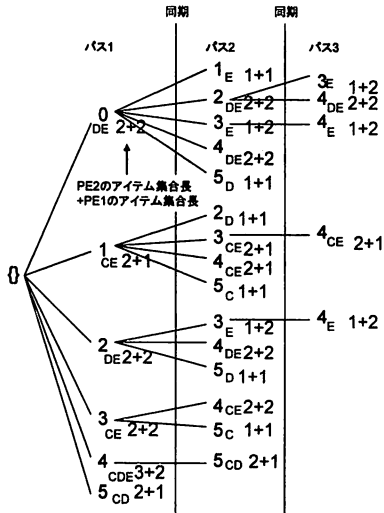 同期 同期
パス1 パス2 パス3
1E 1+1
2DE 2+2 3E 1+2
4DE 2+2
0DE 2+2 3E 1+1 4E 1+2
4DE 2+2
5D 1+1
PE2のアイテム集合長
+PE1のアイテム集合長
2D 1+1
1CE 2+1 3CE 2+1 4CE 2+1
4CE 2+1
5C 1+1
{}
3E 1+2 4E 1+2
2DE 2+2 4DE 2+2
5D 1+1
4CE 2+2
3CE 2+2 5C 1+1
4CDE 3+2 5CD 2+1
5CD 2+1